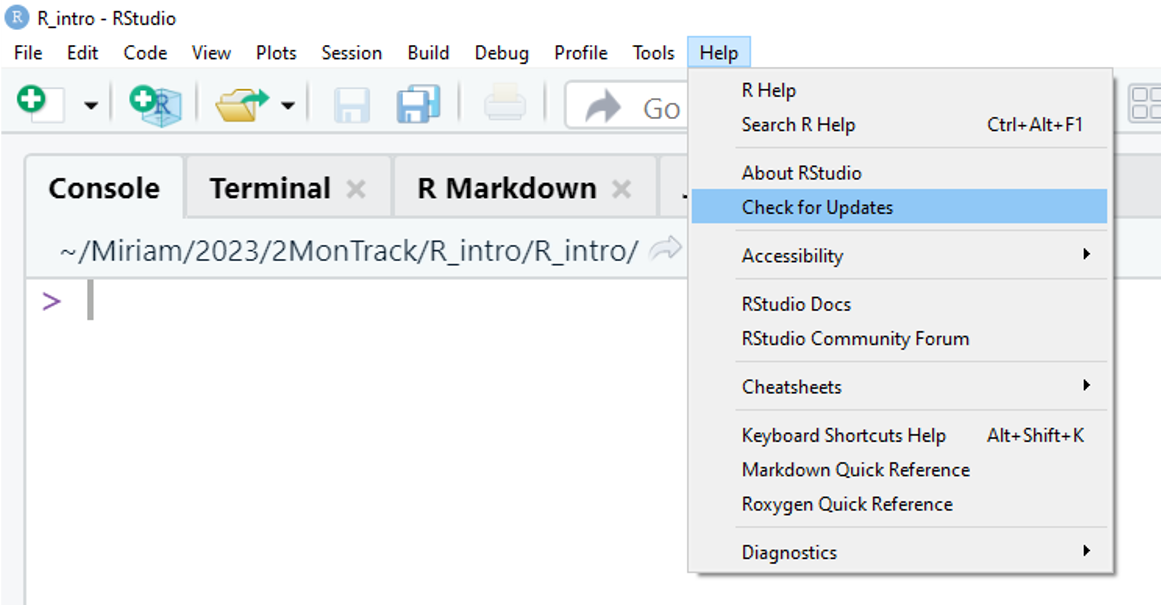 R R_intro - RStudio
File Edit Code View Plots Session Build Debug Profile Tools Help
R Go
Console Terminal R Markdown
~/Miriam/2023/2MonTrack/R_intro/R_intro/
>
R Help
Search R Help Ctrl+Alt+F1
About RStudio
Check for Updates
Accessibility
RStudio Docs
RStudio Community Forum
Cheatsheets
Keyboard Shortcuts Help Alt+Shift+K
Markdown Quick Reference
Roxygen Quick Reference
Diagnostics